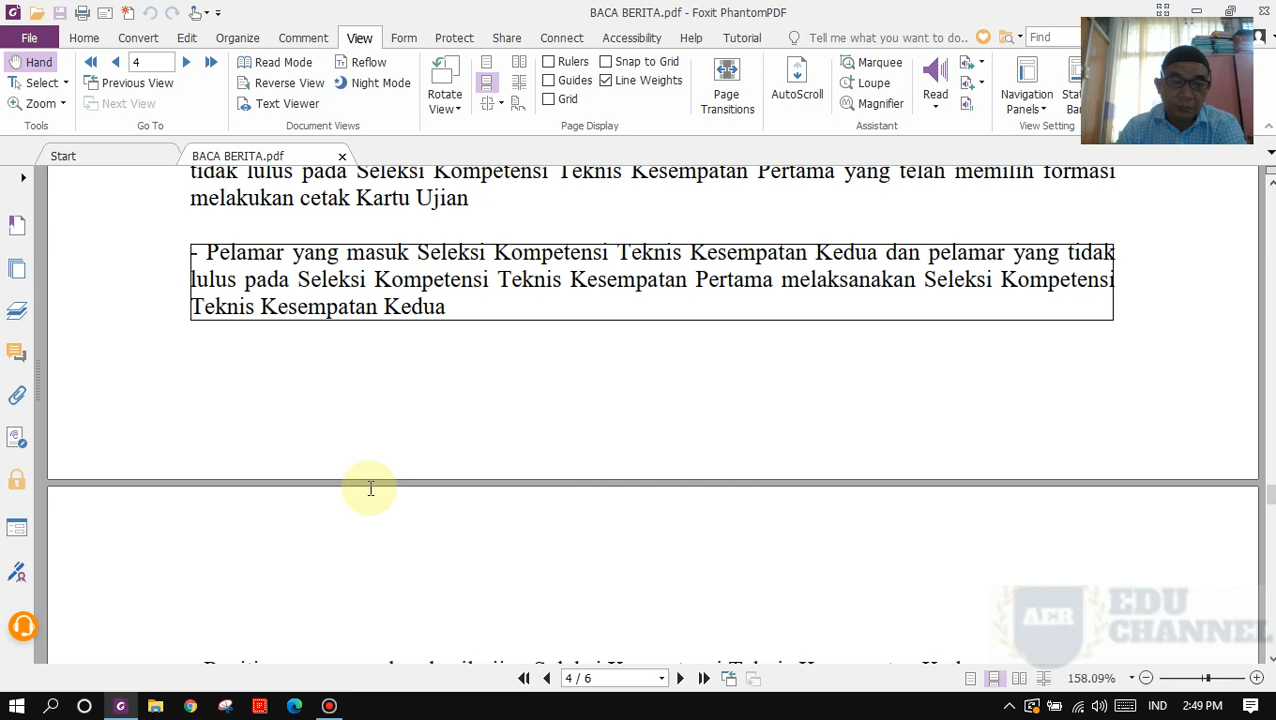 BACA BERITA.pdf - Foxit PhantomPDF
File Home Convert Edit Organize Comment View Form Protect Share Connect Accessibility Help Tutorial Tell me what you want to do... Find
Hand
Select
Zoom
Tools
4
Previous View
Next View
Go To
Read Mode
Reverse View
Text Viewer
Reflow
Night Mode
Document Views
Rotate View
Rulers
Guides
Grid
Snap to Grid
Line Weights
Page Display
Page Transitions
AutoScroll
Marquee
Loupe
Magnifier
Assistant
Read
Navigation Panels
View Setting
Start
BACA BERITA.pdf
tidak lulus pada Seleksi Kompetensi Teknis Kesempatan Pertama yang telah memilih formasi
melakukan cetak Kartu Ujian
- Pelamar yang masuk Seleksi Kompetensi Teknis Kesempatan Kedua dan pelamar yang tidak
lulus pada Seleksi Kompetensi Teknis Kesempatan Pertama melaksanakan Seleksi Kompetensi
Teknis Kesempatan Kedua
AER EDU
CHANNEL
4 / 6
158.09%
IND 2:49 PM